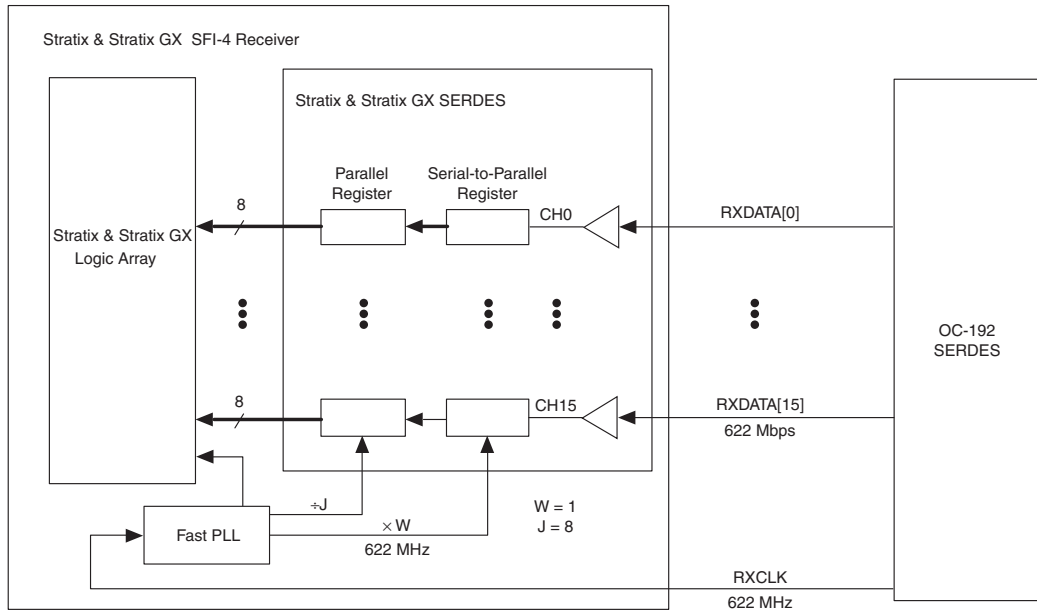 Stratix & Stratix GX SFI-4 Receiver
Stratix & Stratix GX SERDES
Parallel
Register
Serial-to-Parallel
Register
8
CH0
RXDATA[0]
Stratix & Stratix GX
Logic Array
OC-192
SERDES
8
CH15
RXDATA[15]
622 Mbps
÷J
W = 1
J = 8
Fast PLL
× W
622 MHz
RXCLK
622 MHz